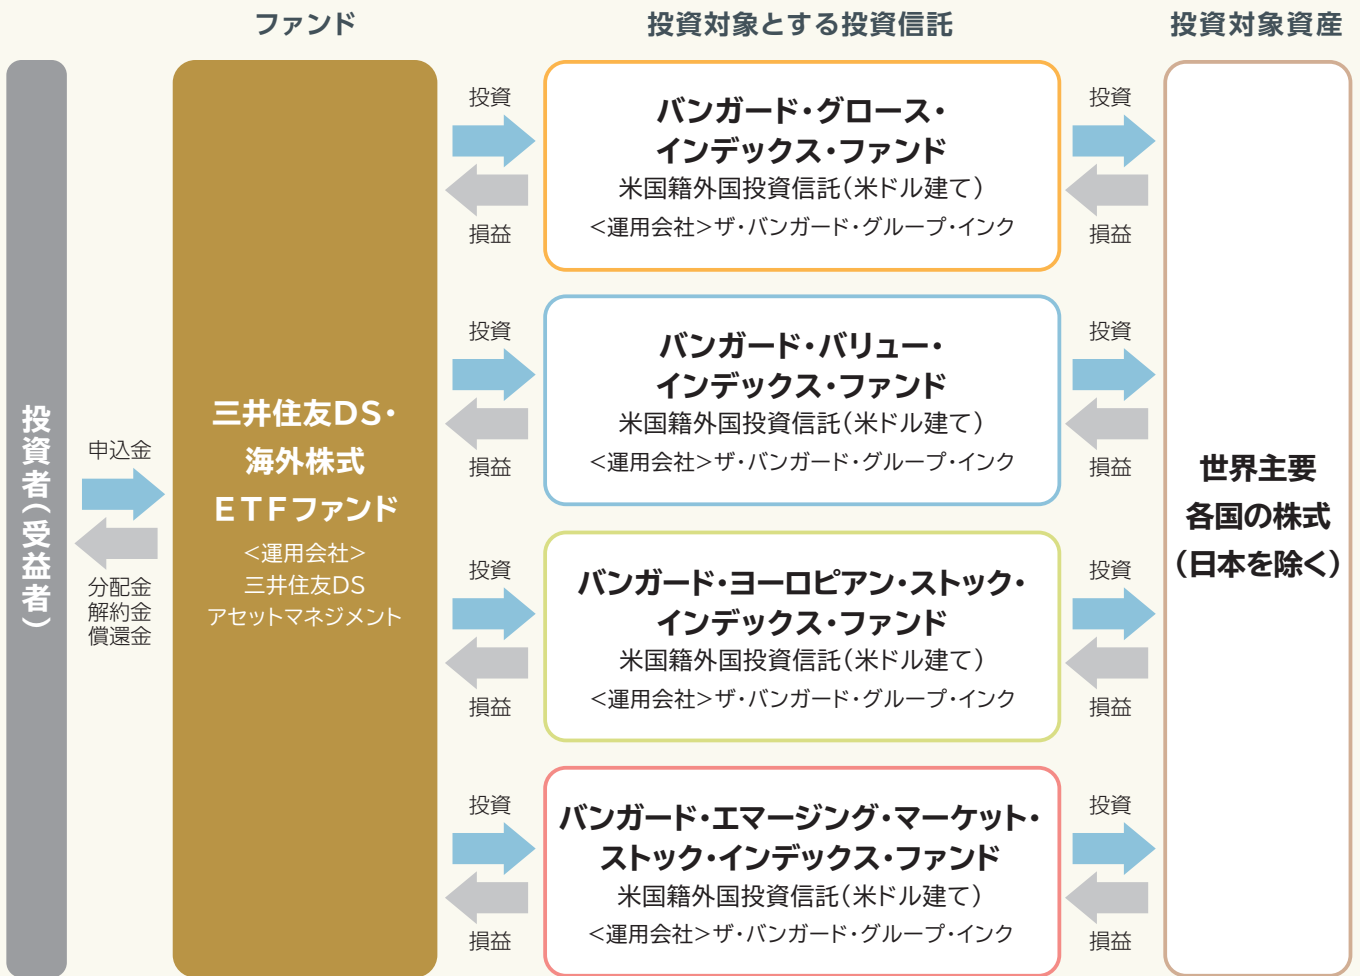 ファンド
投資対象とする投資信託
投資対象資産
投資者(受益者)
申込金
分配金
解約金
償還金
三井住友DS・
海外株式
ETFファンド
<運用会社>
三井住友DS
アセットマネジメント
投資
損益
バンガード・グロース・
インデックス・ファンド
米国籍外国投資信託(米ドル建て)
<運用会社>ザ・バンガード・グループ・インク
投資
損益
投資
損益
バンガード・バリュー・
インデックス・ファンド
米国籍外国投資信託(米ドル建て)
<運用会社>ザ・バンガード・グループ・インク
投資
損益
投資
損益
バンガード・ヨーロピアン・ストック・
インデックス・ファンド
米国籍外国投資信託(米ドル建て)
<運用会社>ザ・バンガード・グループ・インク
投資
損益
投資
損益
バンガード・エマージング・マーケット・
ストック・インデックス・ファンド
米国籍外国投資信託(米ドル建て)
<運用会社>ザ・バンガード・グループ・インク
投資
損益
世界主要
各国の株式
(日本を除く)